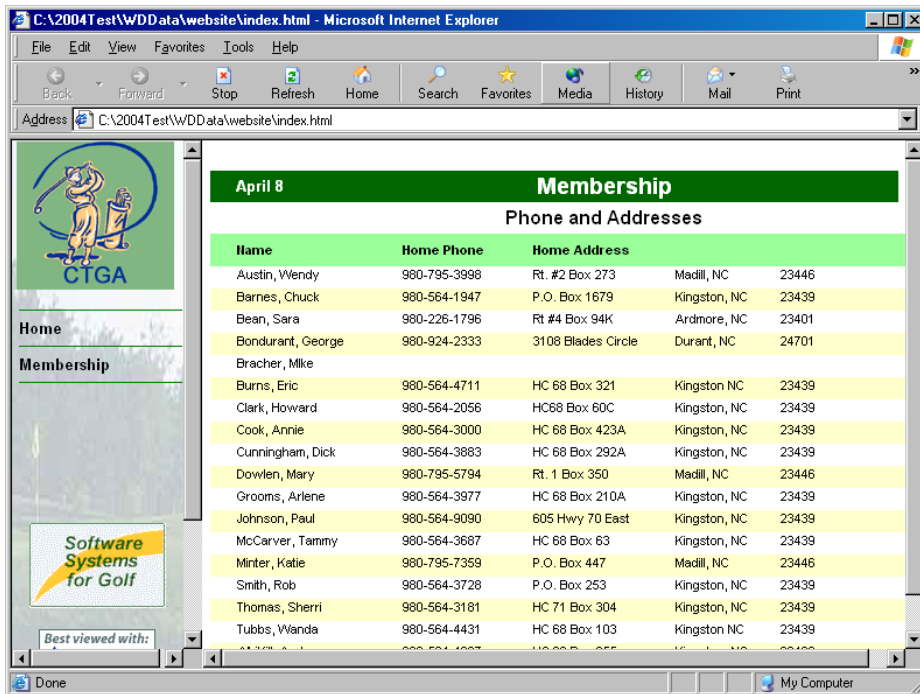 C:\2004Test\WDData\website\index.html - Microsoft Internet Explorer
File Edit View Favorites Tools Help
Back Forward Stop Refresh Home Search Favorites Media History Mail Print
Address C:\2004Test\WDData\website\index.html
CTGA
Home
Membership
Software
Systems
for Golf
Best viewed with:
April 8 Membership
Phone and Addresses
Name Home Phone Home Address
Austin, Wendy 980-795-3998 Rt. #2 Box 273 Madill, NC 23446
Barnes, Chuck 980-564-1947 P.O. Box 1679 Kingston, NC 23439
Bean, Sara 980-226-1796 Rt #4 Box 94K Ardmore, NC 23401
Bondurant, George 980-924-2333 3108 Blades Circle Durant, NC 24701
Bracher, MIke
Burns, Eric 980-564-4711 HC 68 Box 321 Kingston NC 23439
Clark, Howard 980-564-2056 HC68 Box 60C Kingston, NC 23439
Cook, Annie 980-564-3000 HC 68 Box 423A Kingston, NC 23439
Cunningham, Dick 980-564-3883 HC 68 Box 292A Kingston, NC 23439
Dowlen, Mary 980-795-5794 Rt. 1 Box 350 Madill, NC 23446
Grooms, Arlene 980-564-3977 HC 68 Box 210A Kingston, NC 23439
Johnson, Paul 980-564-9090 605 Hwy 70 East Kingston, NC 23439
McCarver, Tammy 980-564-3687 HC 68 Box 63 Kingston, NC 23439
Minter, Katie 980-795-7359 P.O. Box 447 Madill, NC 23446
Smith, Rob 980-564-3728 P.O. Box 253 Kingston, NC 23439
Thomas, Sherri 980-564-3181 HC 71 Box 304 Kingston, NC 23439
Tubbs, Wanda 980-564-4431 HC 68 Box 103 Kingston NC 23439
Done My Computer